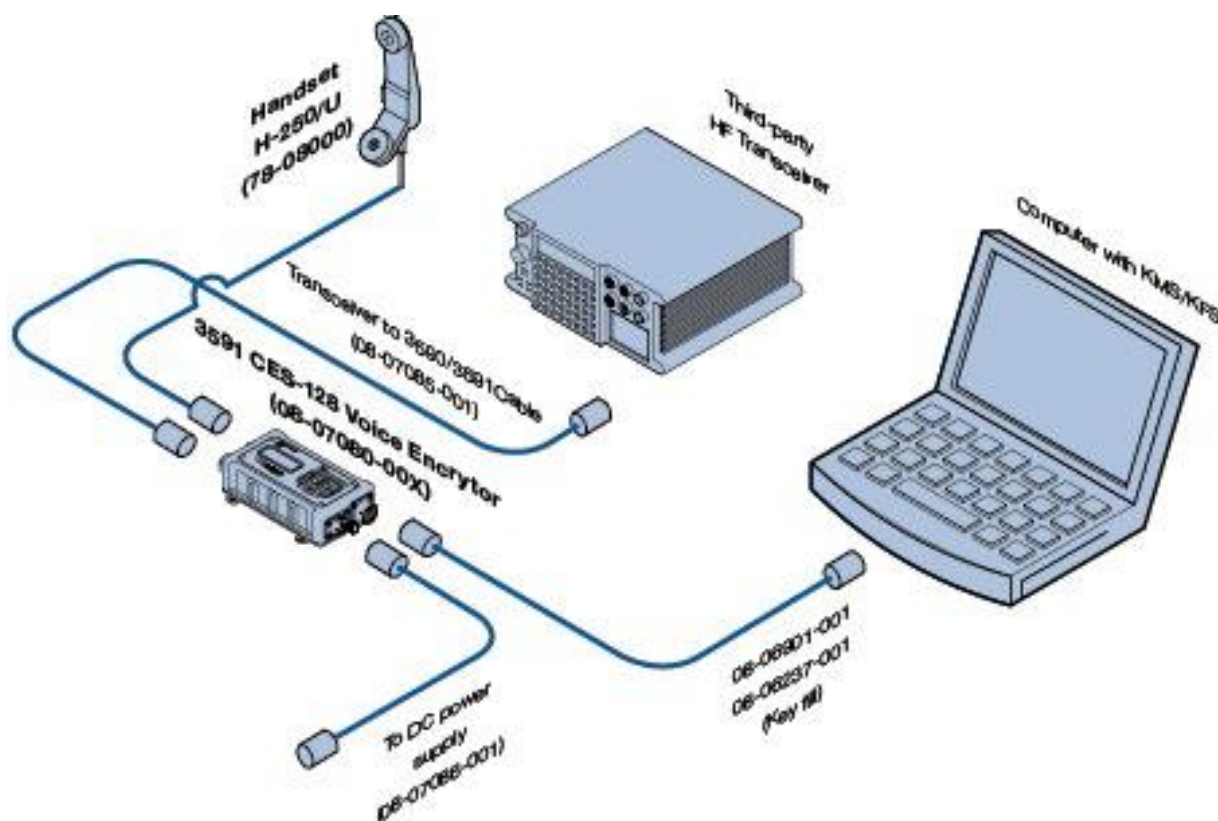 Handset
H-250/U
(78-08000)
Third-party
HF Transceiver
Computer with KMS/KFS
Transceiver to 3590/3591Cable
(08-07085-001)
3591 CES-128 Voice Encrytor
(08-07080-00X)
08-06901-001
08-06237-001
(Key fill)
To DC power
supply
(08-07086-001)